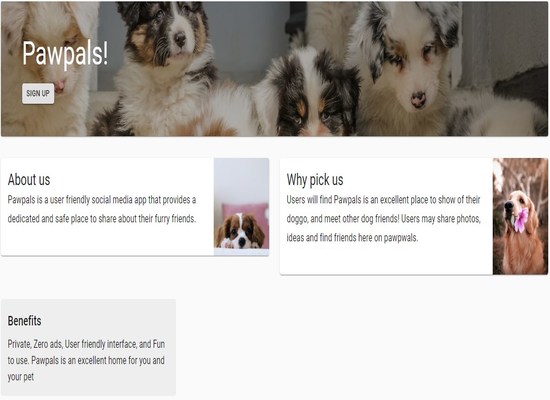 Pawpals!
SIGN UP
About us
Pawpals is a user friendly social media app that provides a
dedicated and safe place to share about their furry friends.
Why pick us
Users will find Pawpals is an excellent place to show of their
doggo, and meet other dog friends! Users may share photos,
ideas and find friends here on pawpwals.
Benefits
Private, Zero ads, User friendly interface, and Fun
to use. Pawpals is an excellent home for you and
your pet